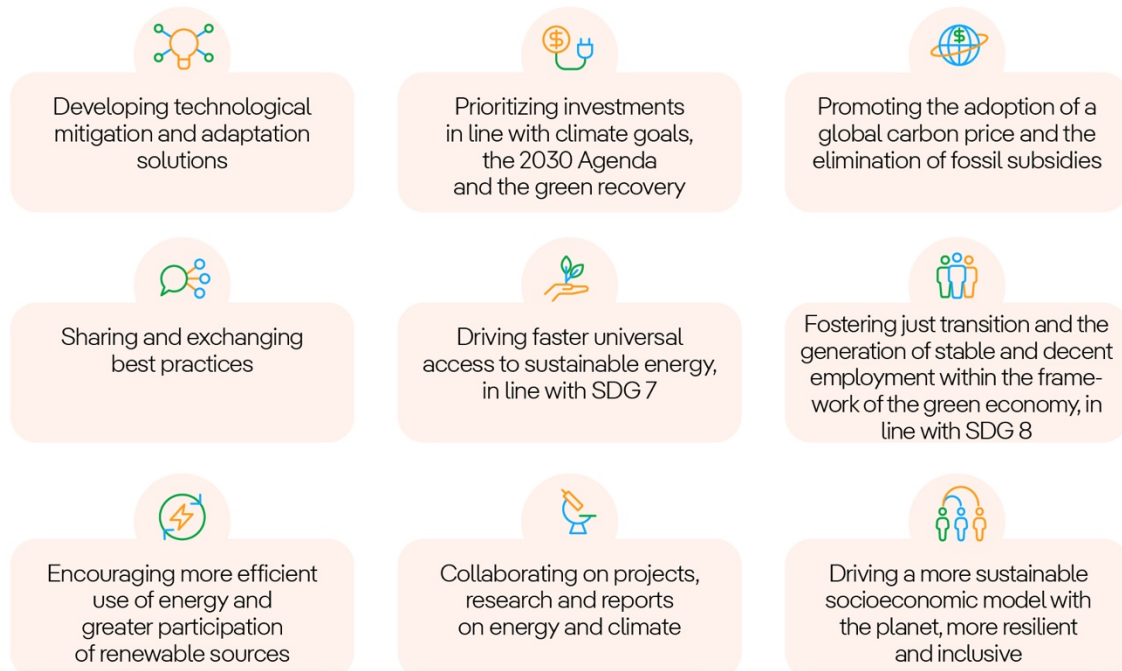 Developing technological
mitigation and adaptation
solutions
Prioritizing investments
in line with climate goals,
the 2030 Agenda
and the green recovery
Promoting the adoption of a
global carbon price and the
elimination of fossil subsidies
Sharing and exchanging
best practices
Driving faster universal
access to sustainable energy,
in line with SDG 7
Fostering just transition and the
generation of stable and decent
employment within the frame-
work of the green economy, in
line with SDG 8
Encouraging more efficient
use of energy and
greater participation
of renewable sources
Collaborating on projects,
research and reports
on energy and climate
Driving a more sustainable
socioeconomic model with
the planet, more resilient
and inclusive